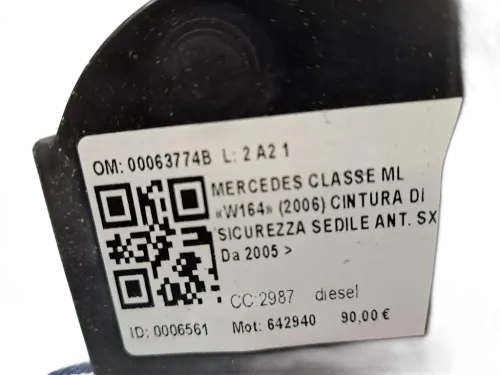 OM: 00063774B L: 2 A2 1
MERCEDES CLASSE ML
«W164» (2006) CINTURA DI
SICUREZZA SEDILE ANT. SX
Da 2005 >
CC:2987 diesel
ID: 0006561 Mot: 642940 90,00 €